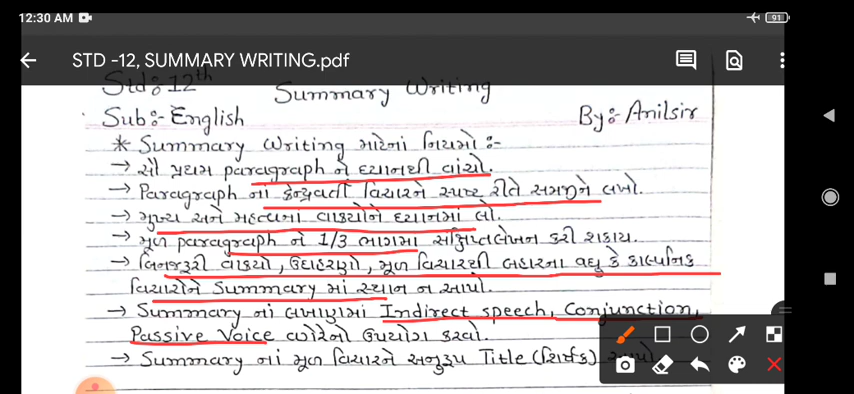 12:30 AM
91
STD -12, SUMMARY WRITING.pdf
Std:- 12th Summary Writing
Sub:- English By:- Anilsir
* Summary Writing માટેનાં નિયમો :-
→ સૌ પ્રથમ paragraph ને ધ્યાનથી વાંચો.
→ Paragraph નાં કેન્દ્રવર્તી વિચારને સ્પષ્ટ રીતે સમજીને લખો.
→ મુખ્ય અને મહત્વના વાક્યોને ધ્યાનમાં લો.
→ મૂળ paragraph ને 1/3 ભાગમા સંક્ષિપ્તલેખન કરી શકાય.
→ બિનજરૂરી વાક્યો, ઉદાહરણો, મૂળ વિચારથી બહારના વધુ કે કાલ્પનિક
વિચારોને Summary માં સ્થાન ન આપો.
→ Summary નાં લખાણમાં Indirect speech, Conjunction,
Passive Voice વગેરેનો ઉપયોગ કરવો.
→ Summary નાં મૂળ વિચારને અનુરૂપ Title (શિર્ષક)